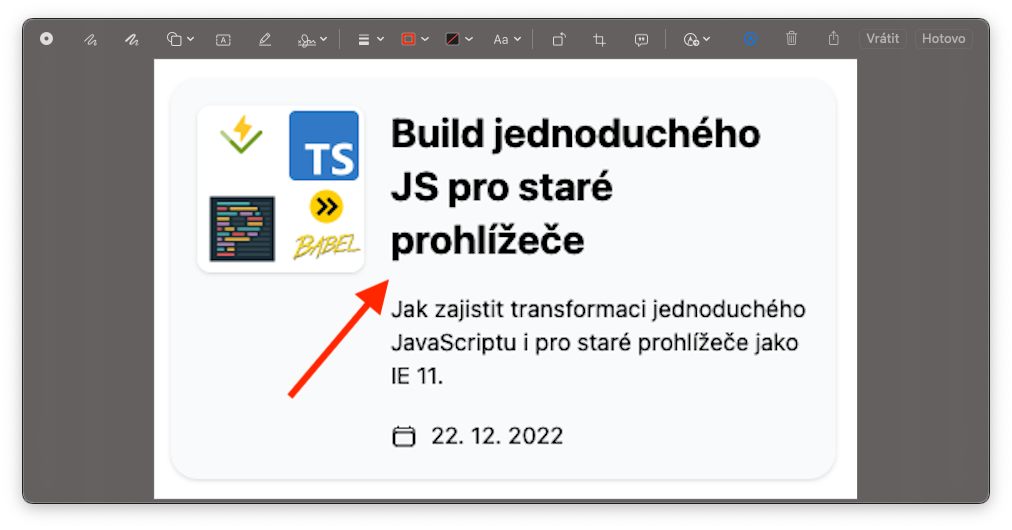 Aa
Vrátit
Hotovo
TS
BABEL
Build jednoduchého
JS pro staré
prohlížeče
Jak zajistit transformaci jednoduchého
JavaScriptu i pro staré prohlížeče jako
IE 11.
22. 12. 2022